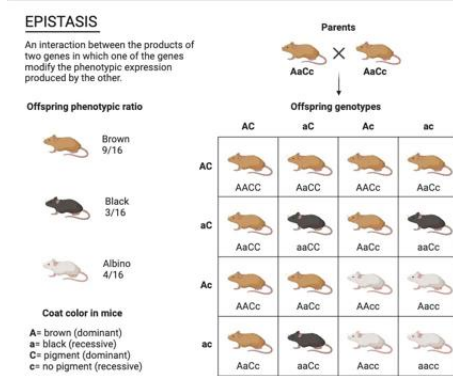 EPISTASIS
An interaction between the products of
two genes in which one of the genes
modify the phenotypic expression
produced by the other.
Parents
AaCc
AaCc
Offspring phenotypic ratio
Brown
9/16
Black
3/16
Albino
4/16
Coat color in mice
A= brown (dominant)
a= black (recessive)
C= pigment (dominant)
c= no pigment (recessive)
Offspring genotypes
AC aC Ac ac
AC
AACC AaCC AACc AaCc
aC
AaCC aaCC AaCc aaCc
Ac
AACc AaCc AAcc Aacc
ac
AaCc aaCc Aacc aacc